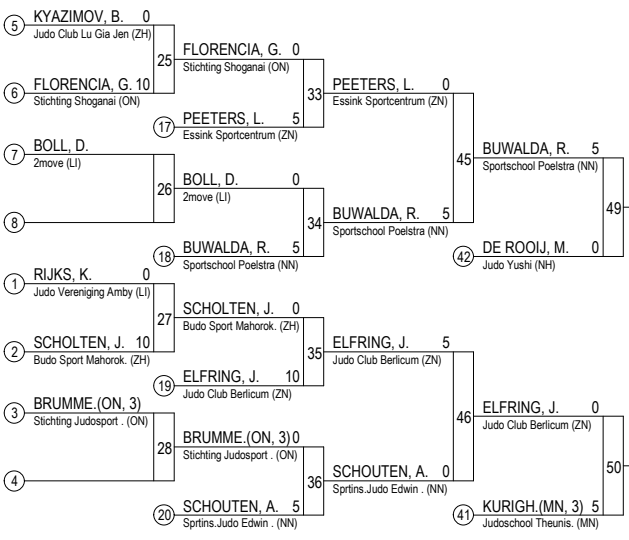 5 KYAZIMOV, B. 0
Judo Club Lu Gia Jen (ZH)
25
6 FLORENCIA, G. 10
Stichting Shoganai (ON)
FLORENCIA, G. 0
Stichting Shoganai (ON)
33
17 PEETERS, L. 5
Essink Sportcentrum (ZN)
PEETERS, L. 0
Essink Sportcentrum (ZN)
45
7 BOLL, D.
2move (LI)
26
8
BOLL, D. 0
2move (LI)
34
18 BUWALDA, R. 5
Sportschool Poelstra (NN)
BUWALDA, R. 5
Sportschool Poelstra (NN)
BUWALDA, R. 5
Sportschool Poelstra (NN)
49
42 DE ROOIJ, M. 0
Judo Yushi (NH)
1 RIJKS, K. 0
Judo Vereniging Amby (LI)
27
2 SCHOLTEN, J. 10
Budo Sport Mahorok. (ZH)
SCHOLTEN, J. 0
Budo Sport Mahorok. (ZH)
35
19 ELFRING, J. 10
Judo Club Berlicum (ZN)
ELFRING, J. 5
Judo Club Berlicum (ZN)
46
3 BRUMME.(ON, 3)
Stichting Judosport . (ON)
28
4
BRUMME.(ON, 3) 0
Stichting Judosport . (ON)
36
20 SCHOUTEN, A. 5
Sprtins.Judo Edwin . (NN)
SCHOUTEN, A. 0
Sprtins.Judo Edwin . (NN)
ELFRING, J. 0
Judo Club Berlicum (ZN)
50
41 KURIGH.(MN, 3) 5
Judoschool Theunis. (MN)